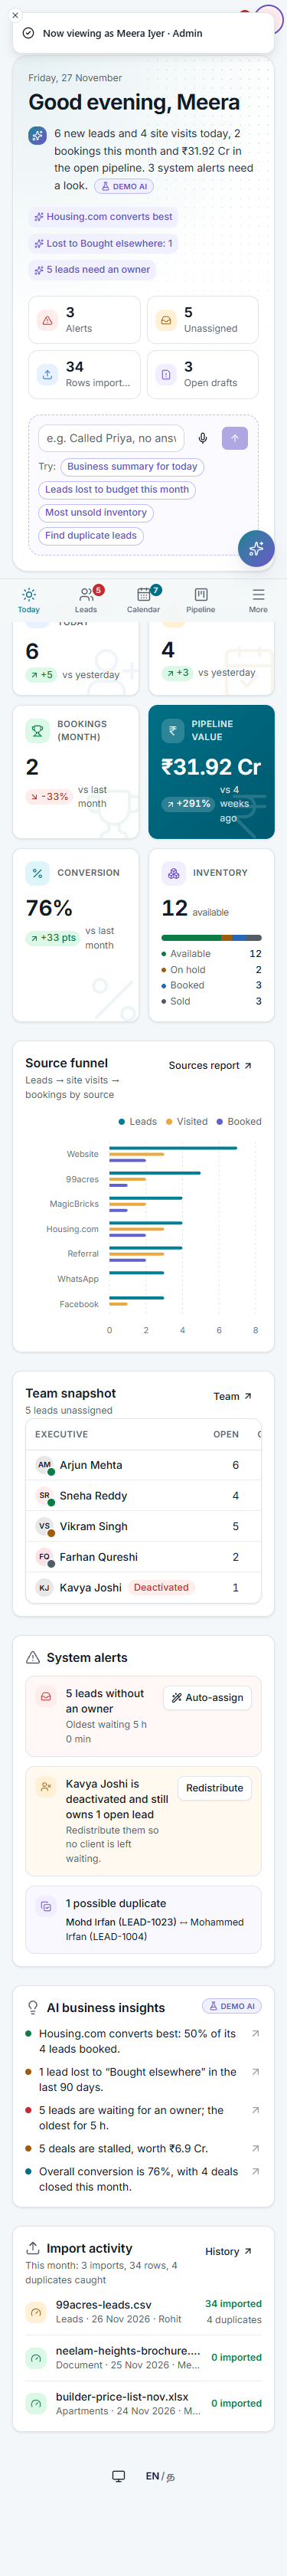 Now viewing as Meera Iyer · Admin
Friday, 27 November
Good evening, Meera
6 new leads and 4 site visits today, 2
bookings this month and ₹31.92 Cr in
the open pipeline. 3 system alerts need
a look. DEMO AI
Housing.com converts best
Lost to Bought elsewhere: 1
5 leads need an owner
3
Alerts
5
Unassigned
34
Rows import...
3
Open drafts
e.g. Called Priya, no answ
Try: Business summary for today
Leads lost to budget this month
Most unsold inventory
Find duplicate leads
Today
Leads 5
Calendar 7
Pipeline
More
TODAY
6
+5 vs yesterday
4
+3 vs yesterday
BOOKINGS
(MONTH)
2
-33% vs last
month
PIPELINE
VALUE
₹31.92 Cr
+291% vs 4
weeks
ago
CONVERSION
76%
+33 pts vs last
month
INVENTORY
12 available
Available 12
On hold 2
Booked 3
Sold 3
Source funnel
Sources report
Leads → site visits →
bookings by source
Leads Visited Booked
Website
99acres
MagicBricks
Housing.com
Referral
WhatsApp
Facebook
0 2 4 6 8
Team snapshot
Team
5 leads unassigned
EXECUTIVE OPEN
AM Arjun Mehta 6
SR Sneha Reddy 4
VS Vikram Singh 5
FQ Farhan Qureshi 2
KJ Kavya Joshi Deactivated 1
System alerts
5 leads without
an owner
Oldest waiting 5 h
0 min
Auto-assign
Kavya Joshi is
deactivated and still
owns 1 open lead
Redistribute them so
no client is left
waiting.
Redistribute
1 possible duplicate
Mohd Irfan (LEAD-1023) ↔ Mohammed
Irfan (LEAD-1004)
AI business insights
DEMO AI
Housing.com converts best: 50% of its
4 leads booked.
1 lead lost to “Bought elsewhere” in the
last 90 days.
5 leads are waiting for an owner; the
oldest for 5 h.
5 deals are stalled, worth ₹6.9 Cr.
Overall conversion is 76%, with 4 deals
closed this month.
Import activity
History
This month: 3 imports, 34 rows, 4
duplicates caught
99acres-leads.csv 34 imported
Leads · 26 Nov 2026 · Rohit 4 duplicates
neelam-heights-brochure.... 0 imported
Document · 25 Nov 2026 · Me...
builder-price-list-nov.xlsx 0 imported
Apartments · 24 Nov 2026 · M...
EN / த